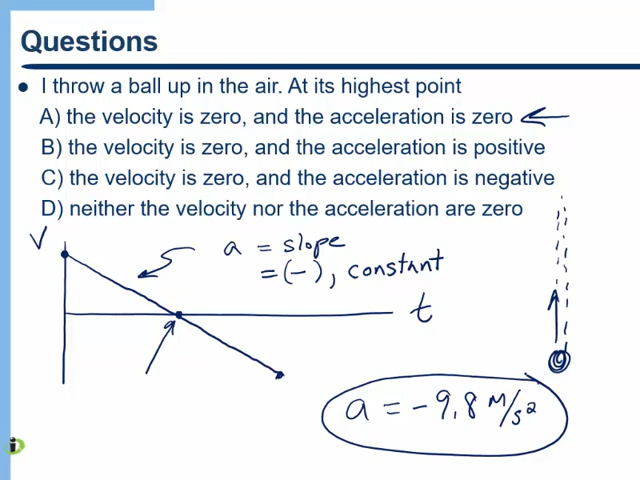 Questions
I throw a ball up in the air. At its highest point
A) the velocity is zero, and the acceleration is zero
B) the velocity is zero, and the acceleration is positive
C) the velocity is zero, and the acceleration is negative
D) neither the velocity nor the acceleration are zero
V
a = slope
= (-), constant
t
a = -9.8 m/s²